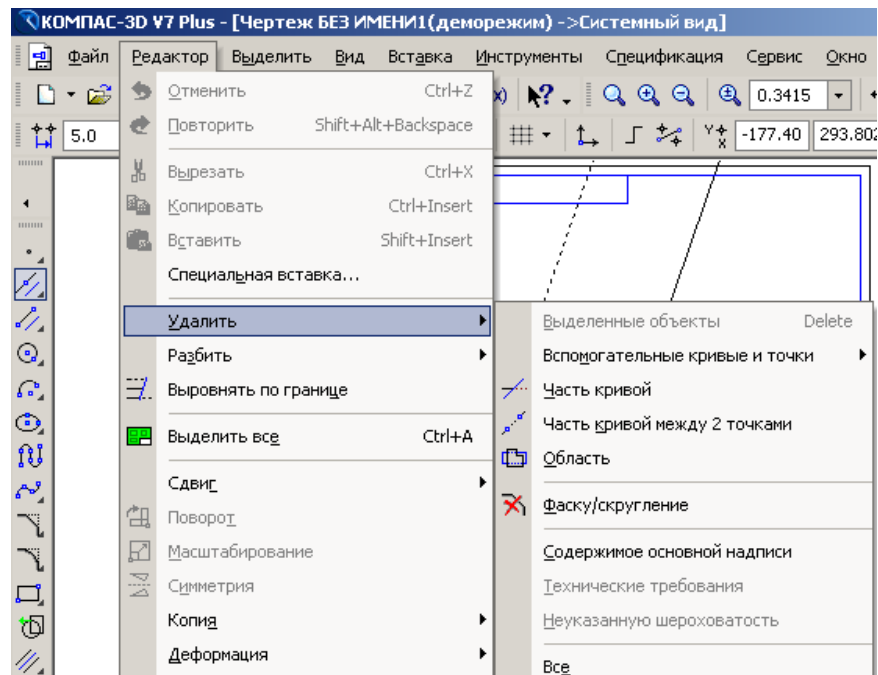 КОМПАС-3D V7 Plus - [Чертеж БЕЗ ИМЕНИ1(деморежим) ->Системный вид]
Файл Редактор Выделить Вид Вставка Инструменты Спецификация Сервис Окно
Отменить Ctrl+Z
0.3415
5.0
Повторить Shift+Alt+Backspace
-177.40 293.802
Вырезать Ctrl+X
Копировать Ctrl+Insert
Вставить Shift+Insert
Специальная вставка...
Удалить
Выделенные объекты Delete
Разбить
Вспомогательные кривые и точки
Выровнять по границе
Часть кривой
Часть кривой между 2 точками
Выделить все Ctrl+A
Область
Сдвиг
Фаску/скругление
Поворот
Масштабирование
Содержимое основной надписи
Симметрия
Технические требования
Копия
Неуказанную шероховатость
Деформация
Все